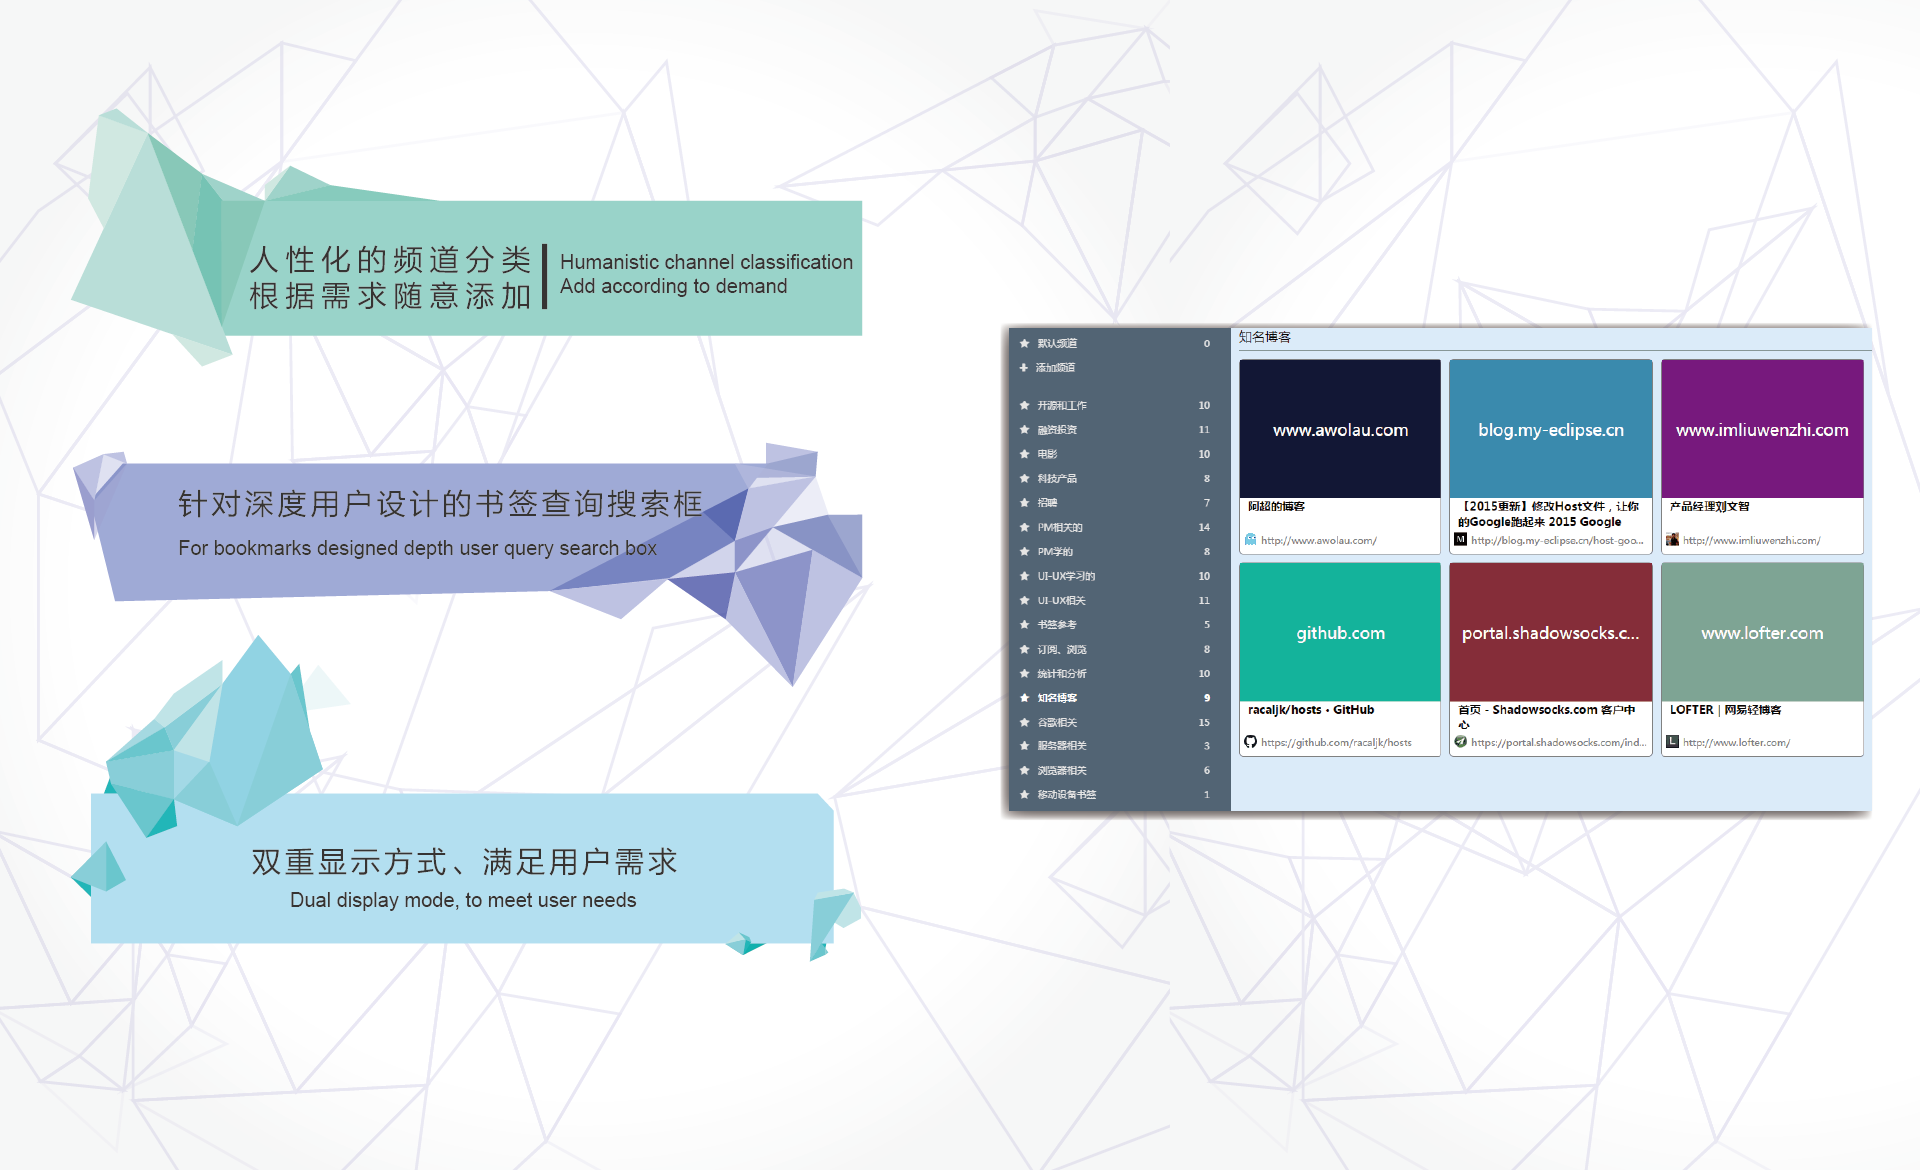 人性化的频道分类
根据需求随意添加
Humanistic channel classification
Add according to demand
针对深度用户设计的书签查询搜索框
For bookmarks designed depth user query search box
双重显示方式、满足用户需求
Dual display mode, to meet user needs
默认频道 0
添加频道
开源和工作 10
融资投资 11
电影 10
科技产品 8
招聘 7
PM相关的 14
PM学的 8
UI-UX学习的 10
UI-UX相关 11
书签参考 5
订阅、浏览 8
统计和分析 10
知名博客 9
谷歌相关 15
服务器相关 3
浏览器相关 6
移动设备书签 1
知名博客
www.awolau.com
阿超的博客
http://www.awolau.com/
blog.my-eclipse.cn
【2015更新】修改Host文件，让你
的Google跑起来 2015 Google
M
http://blog.my-eclipse.cn/host-goo...
www.imliuwenzhi.com
产品经理刘文智
http://www.imliuwenzhi.com/
github.com
racaljk/hosts · GitHub
https://github.com/racaljk/hosts
portal.shadowsocks.c...
首页 - Shadowsocks.com 客户中
心
https://portal.shadowsocks.com/ind...
www.lofter.com
LOFTER | 网易轻博客
L
http://www.lofter.com/